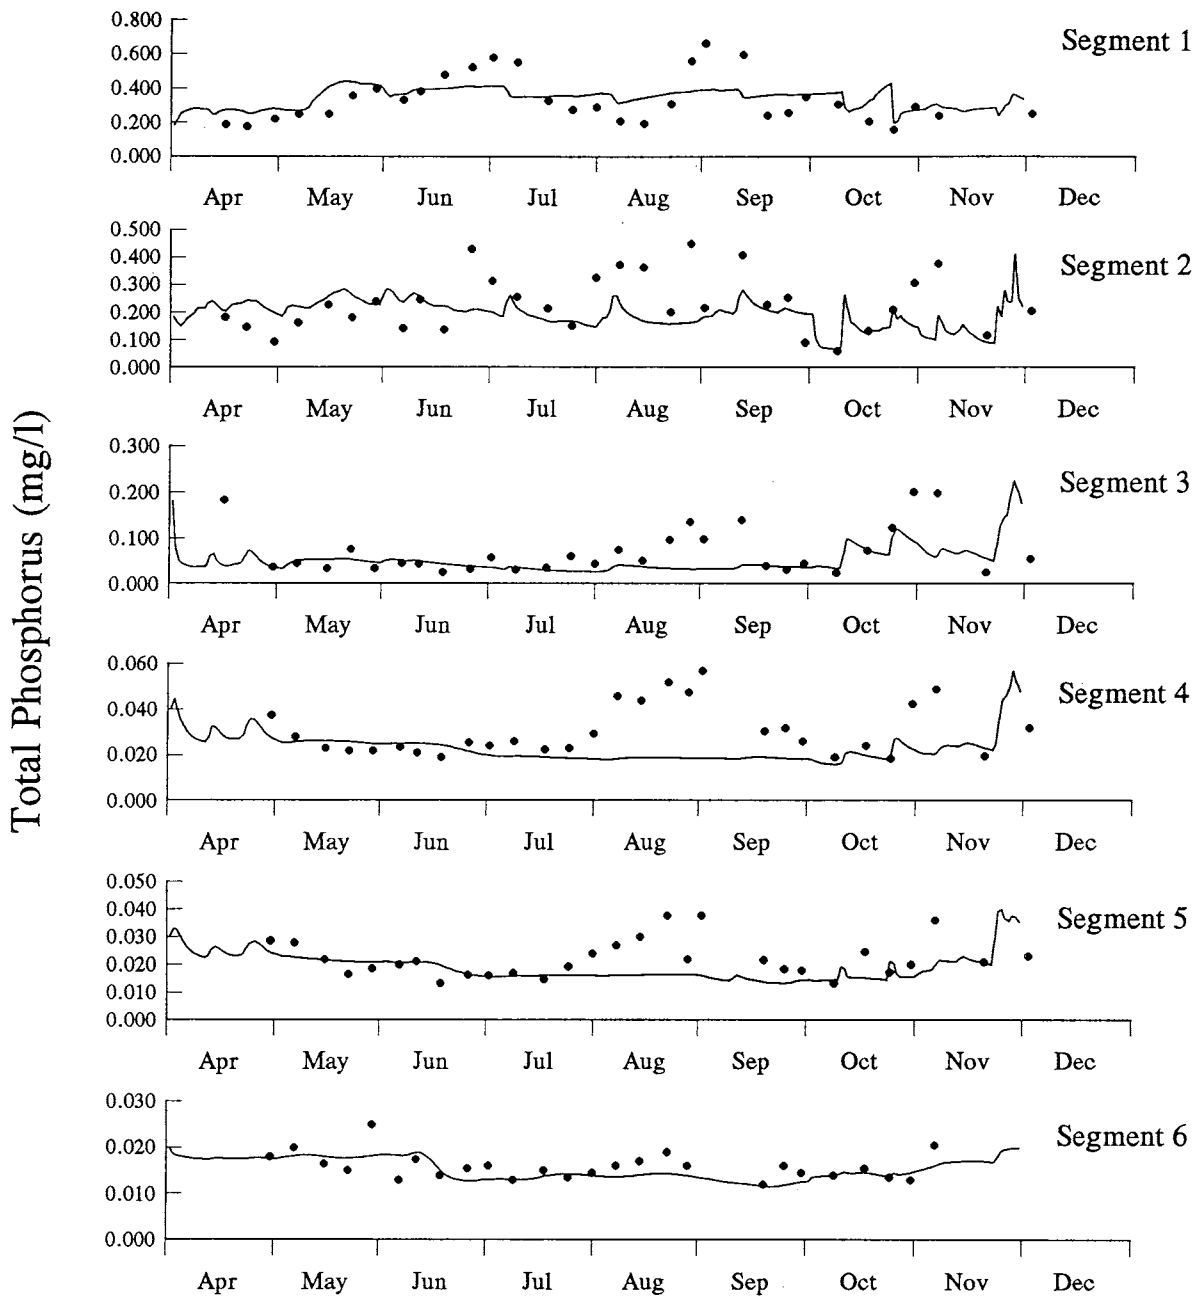 Total Phosphorus (mg/l)
Segment 1
0.800
0.600
0.400
0.200
0.000
Apr May Jun Jul Aug Sep Oct Nov Dec
Segment 2
0.500
0.400
0.300
0.200
0.100
0.000
Apr May Jun Jul Aug Sep Oct Nov Dec
Segment 3
0.300
0.200
0.100
0.000
Apr May Jun Jul Aug Sep Oct Nov Dec
Segment 4
0.060
0.040
0.020
0.000
Apr May Jun Jul Aug Sep Oct Nov Dec
Segment 5
0.050
0.040
0.030
0.020
0.010
0.000
Apr May Jun Jul Aug Sep Oct Nov Dec
Segment 6
0.030
0.020
0.010
0.000
Apr May Jun Jul Aug Sep Oct Nov Dec